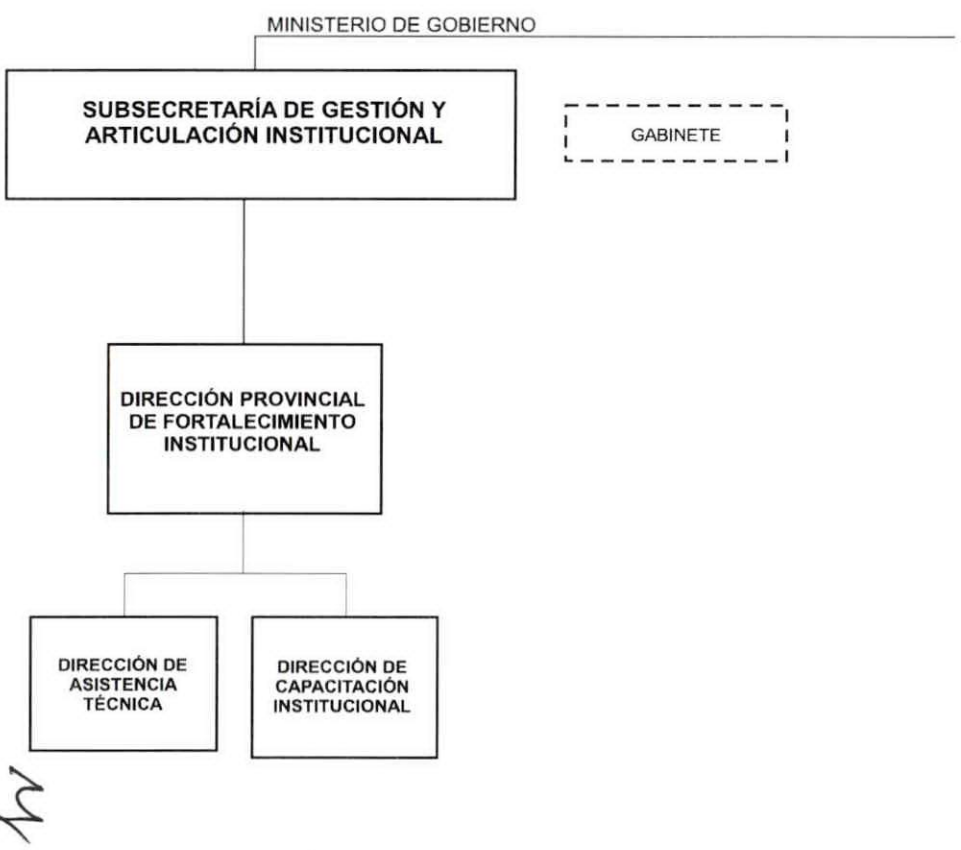 MINISTERIO DE GOBIERNO
SUBSECRETARÍA DE GESTIÓN Y
ARTICULACIÓN INSTITUCIONAL
GABINETE
DIRECCIÓN PROVINCIAL
DE FORTALECIMIENTO
INSTITUCIONAL
DIRECCIÓN DE
ASISTENCIA
TÉCNICA
DIRECCIÓN DE
CAPACITACIÓN
INSTITUCIONAL